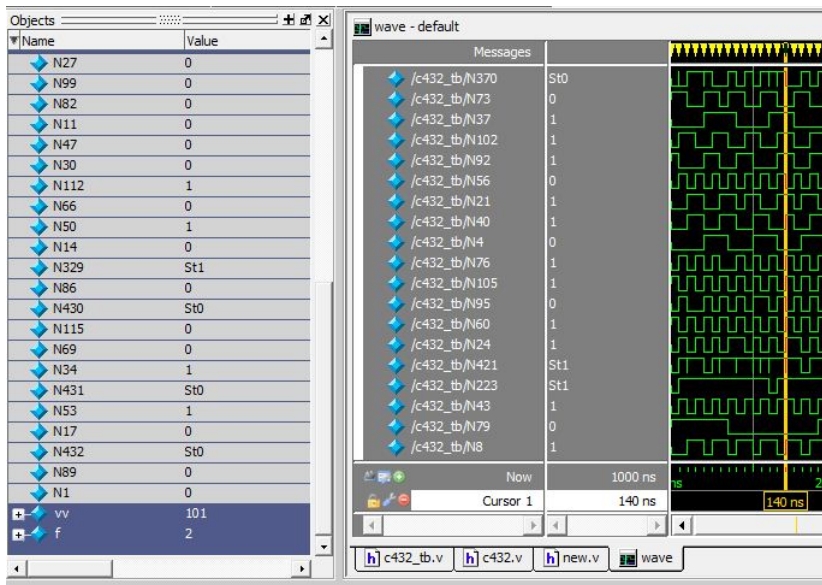 Objects
Name Value
N27 0
N99 0
N82 0
N11 0
N47 0
N30 0
N112 1
N66 0
N50 1
N14 0
N329 St1
N86 0
N430 St0
N115 0
N69 0
N34 1
N431 St0
N53 1
N17 0
N432 St0
N89 0
N1 0
vv 101
f 2
wave - default
Messages
/c432_tb/N370 St0
/c432_tb/N73 0
/c432_tb/N37 1
/c432_tb/N102 1
/c432_tb/N92 1
/c432_tb/N56 0
/c432_tb/N21 1
/c432_tb/N40 1
/c432_tb/N4 0
/c432_tb/N76 1
/c432_tb/N105 1
/c432_tb/N95 0
/c432_tb/N60 1
/c432_tb/N24 1
/c432_tb/N421 St1
/c432_tb/N223 St1
/c432_tb/N43 1
/c432_tb/N79 0
/c432_tb/N8 1
Now 1000 ns ns 2
Cursor 1 140 ns 140 ns
h c432_tb.v h c432.v h new.v wave